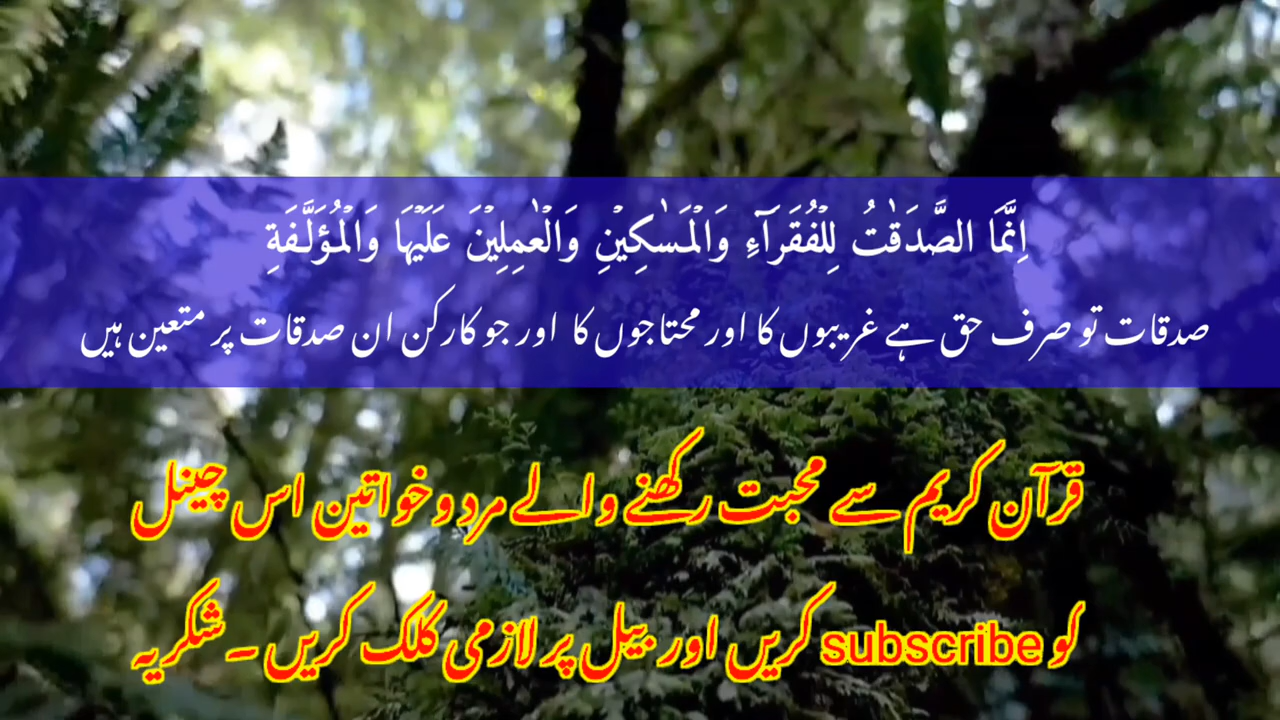 اِنَّمَا الصَّدَقٰتُ لِلۡفُقَرَآءِ وَالۡمَسٰكِيۡنِ وَالۡعٰمِلِيۡنَ عَلَيۡهَا وَالۡمُؤَلَّـفَةِ
صدقات تو صرف حق ہے غریبوں کا اور محتاجوں کا اور جو کارکن ان صدقات پر متعین ہیں
قرآن کریم سے محبت رکھنے والے مرد و خواتین اس چینل
کو subscribe کریں اور بیل پر لازمی کلک کریں ۔ شکریہ